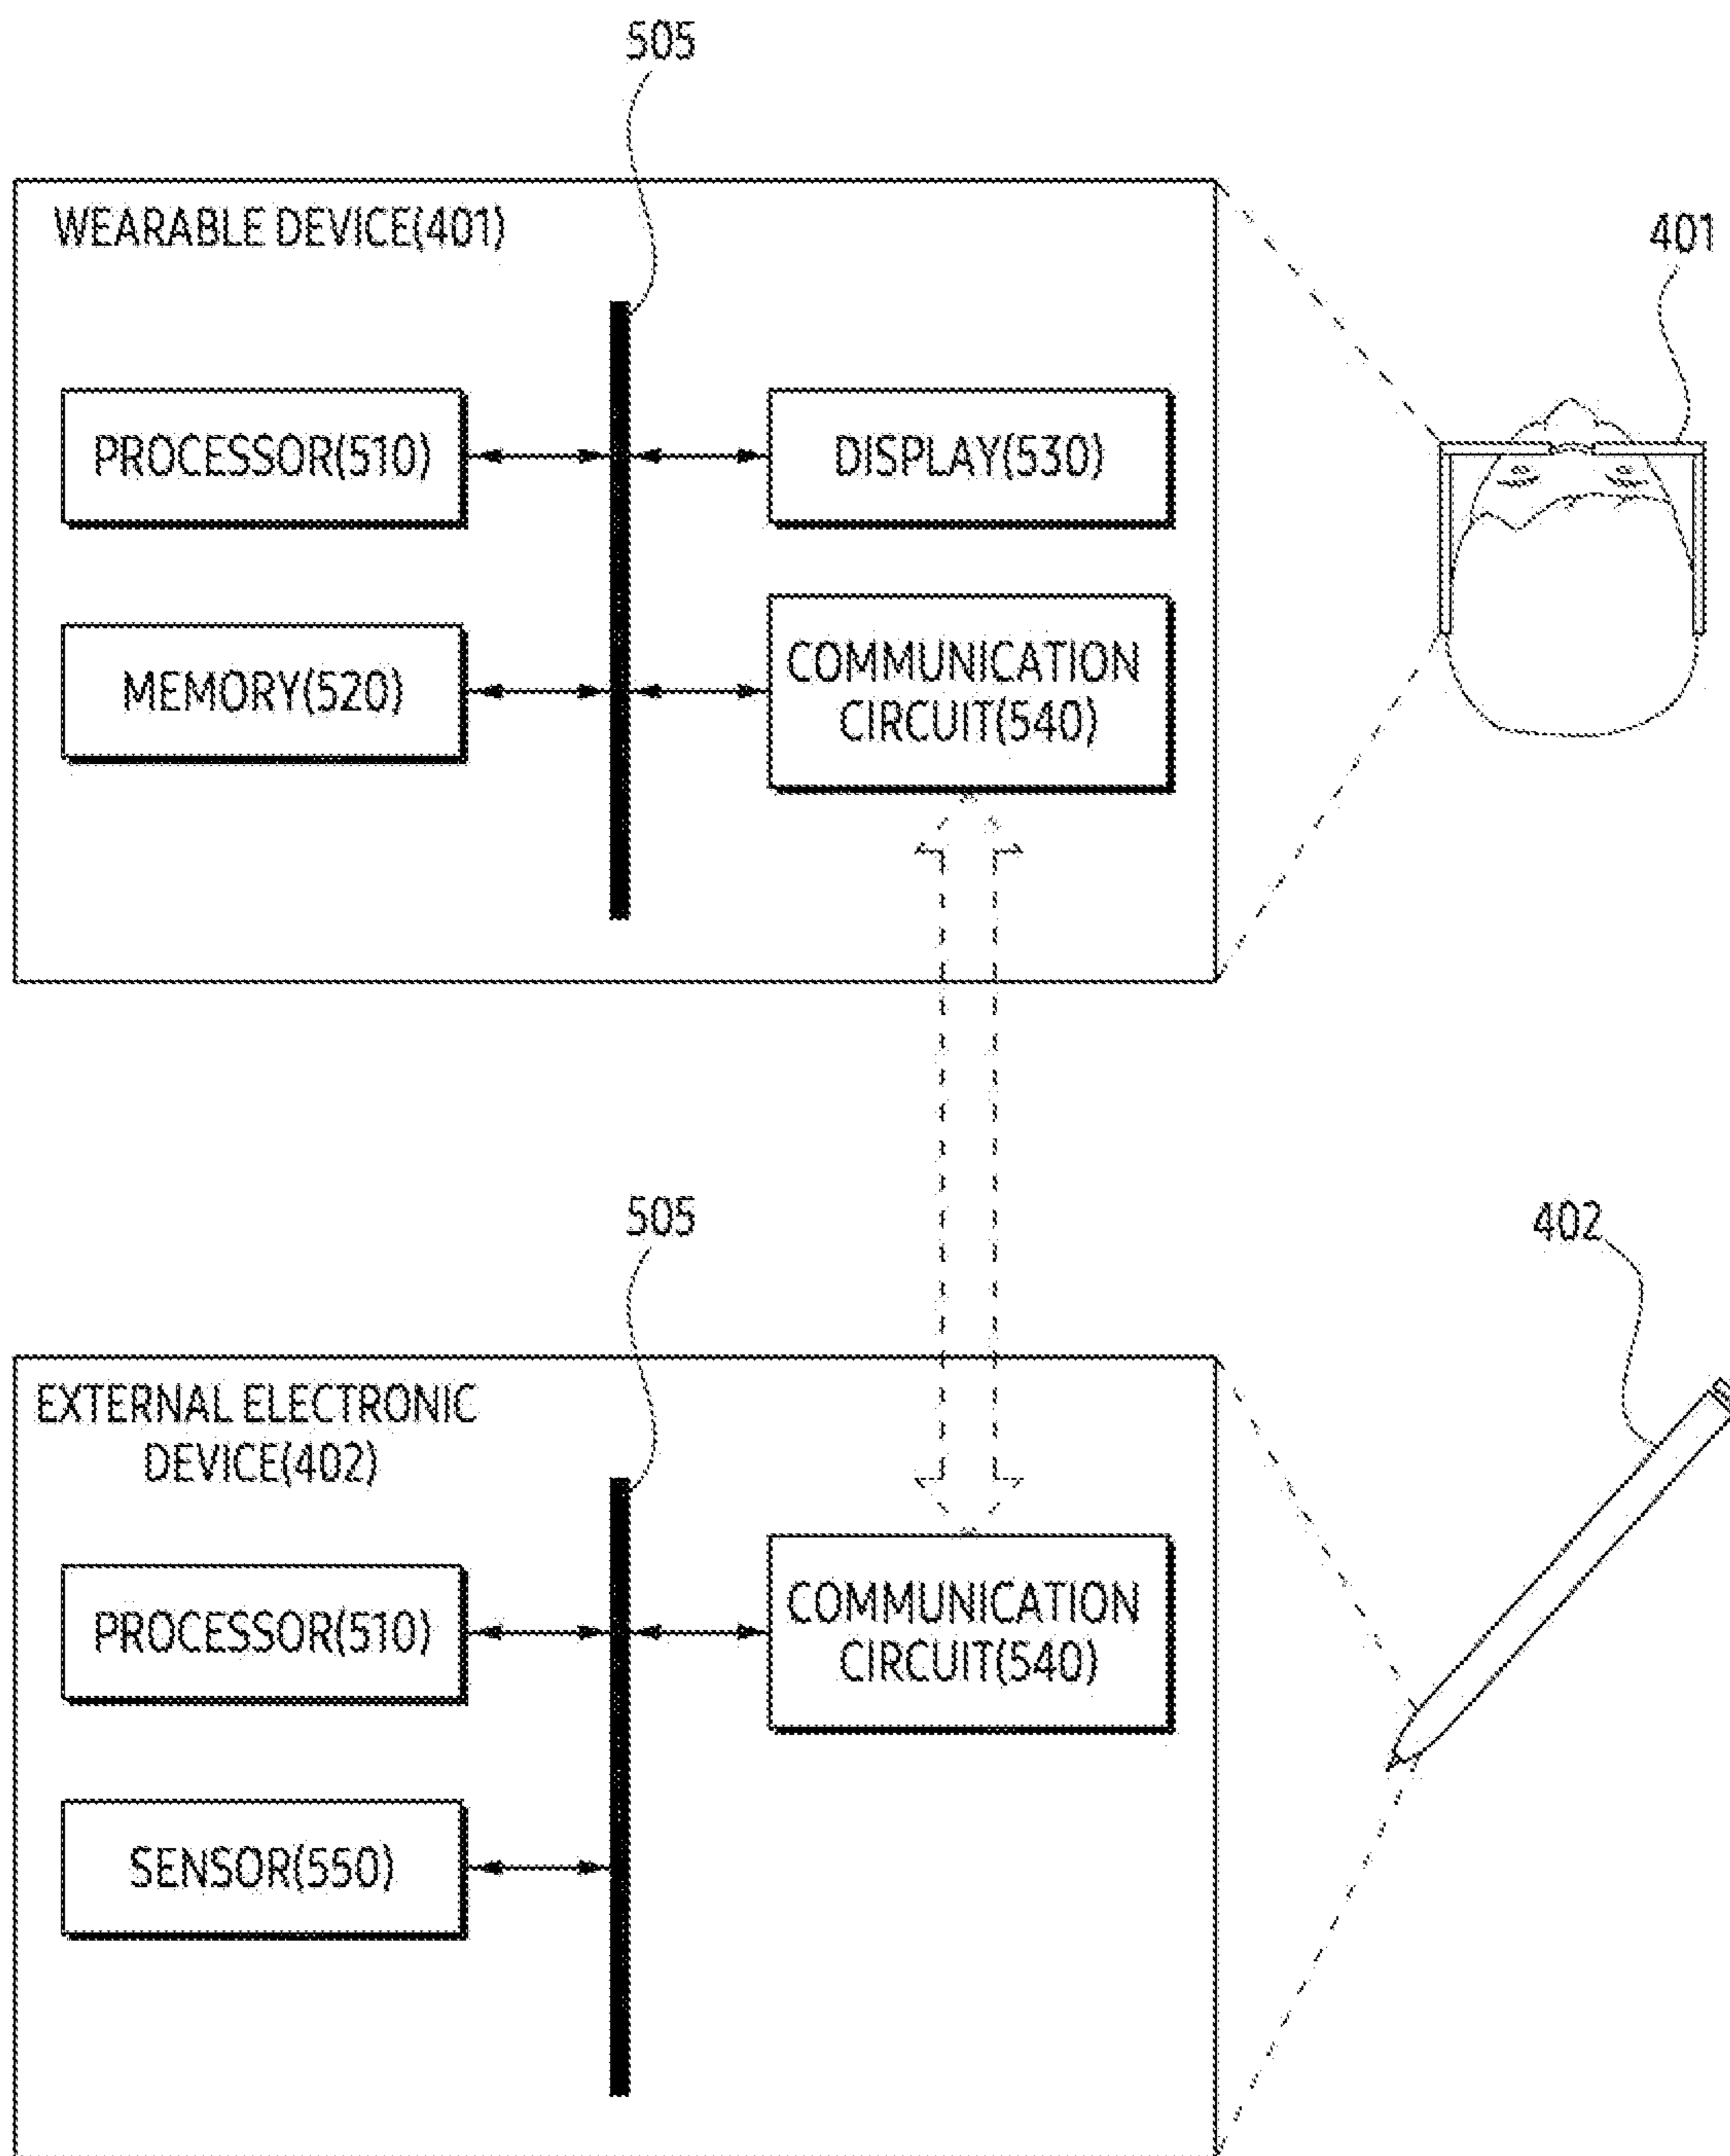 505
WEARABLE DEVICE(401)
401
PROCESSOR(510)
DISPLAY(530)
MEMORY(520)
COMMUNICATION
CIRCUIT(540)
505
402
EXTERNAL ELECTRONIC
DEVICE(402)
PROCESSOR(510)
COMMUNICATION
CIRCUIT(540)
SENSOR(550)